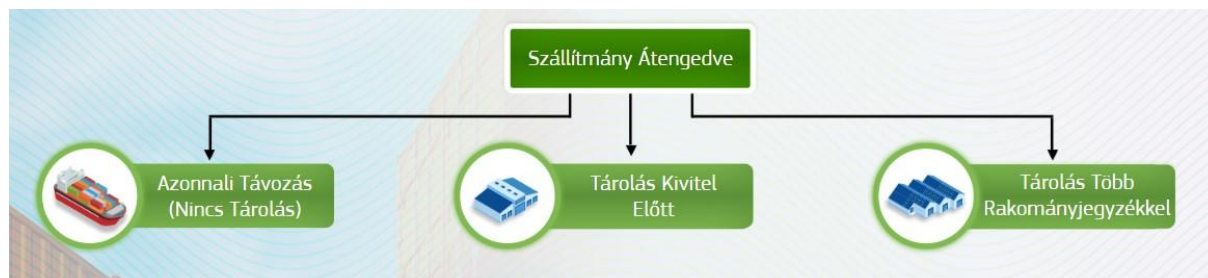 Szállítmány Átengedve
Azonnali Távozás
(Nincs Tárolás)
Tárolás Kivitel
Előtt
Tárolás Több
Rakományjegyzékkel